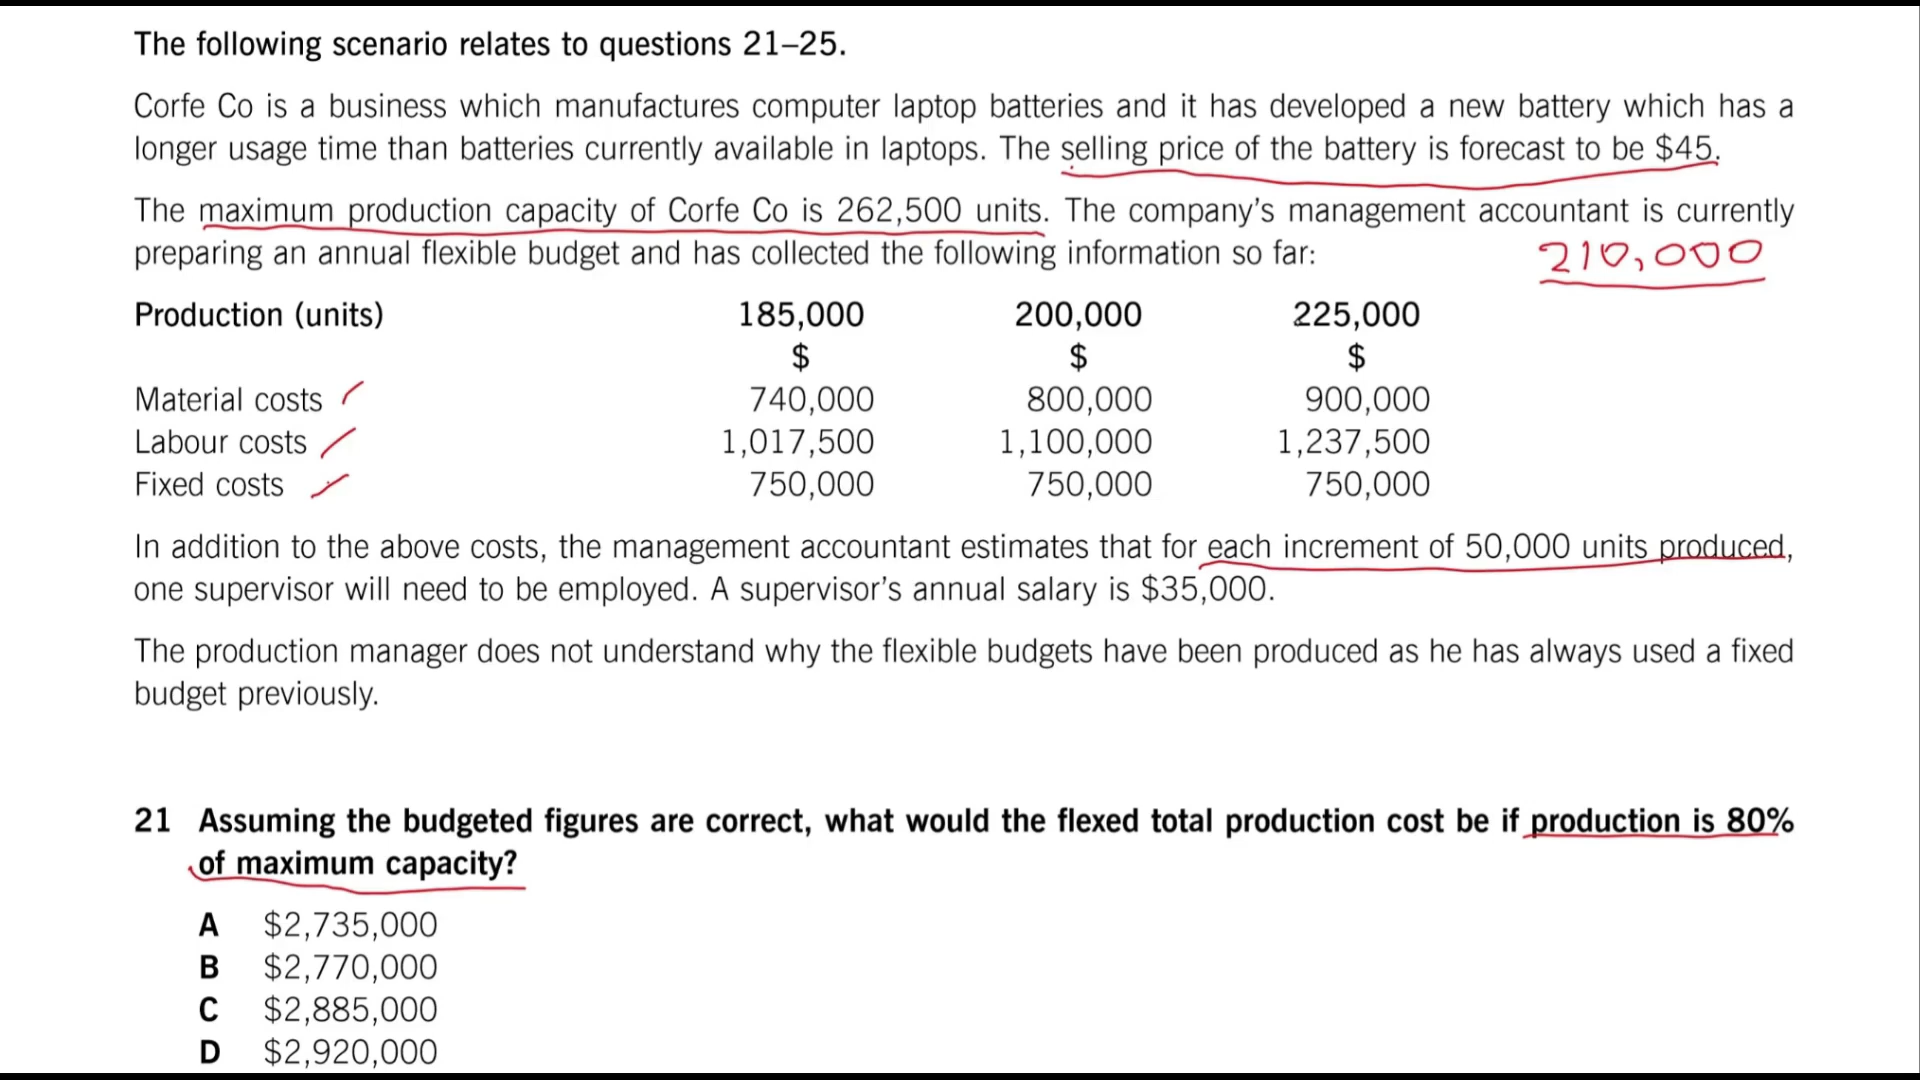 The following scenario relates to questions 21–25.
Corfe Co is a business which manufactures computer laptop batteries and it has developed a new battery which has a
longer usage time than batteries currently available in laptops. The selling price of the battery is forecast to be $45.
The maximum production capacity of Corfe Co is 262,500 units. The company’s management accountant is currently
preparing an annual flexible budget and has collected the following information so far: 210,000
Production (units) 185,000 200,000 225,000
$ $ $
Material costs 740,000 800,000 900,000
Labour costs 1,017,500 1,100,000 1,237,500
Fixed costs 750,000 750,000 750,000
In addition to the above costs, the management accountant estimates that for each increment of 50,000 units produced,
one supervisor will need to be employed. A supervisor’s annual salary is $35,000.
The production manager does not understand why the flexible budgets have been produced as he has always used a fixed
budget previously.
21 Assuming the budgeted figures are correct, what would the flexed total production cost be if production is 80%
of maximum capacity?
A $2,735,000
B $2,770,000
C $2,885,000
D $2,920,000